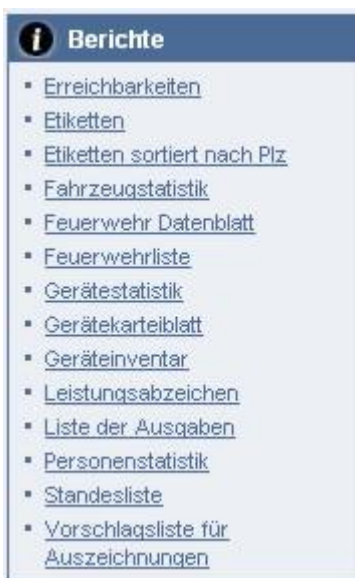 Berichte
Erreichbarkeiten
Etiketten
Etiketten sortiert nach Plz
Fahrzeugstatistik
Feuerwehr Datenblatt
Feuerwehrliste
Gerätestatistik
Gerätekarteiblatt
Geräteinventar
Leistungsabzeichen
Liste der Ausgaben
Personenstatistik
Standesliste
Vorschlagsliste für
Auszeichnungen